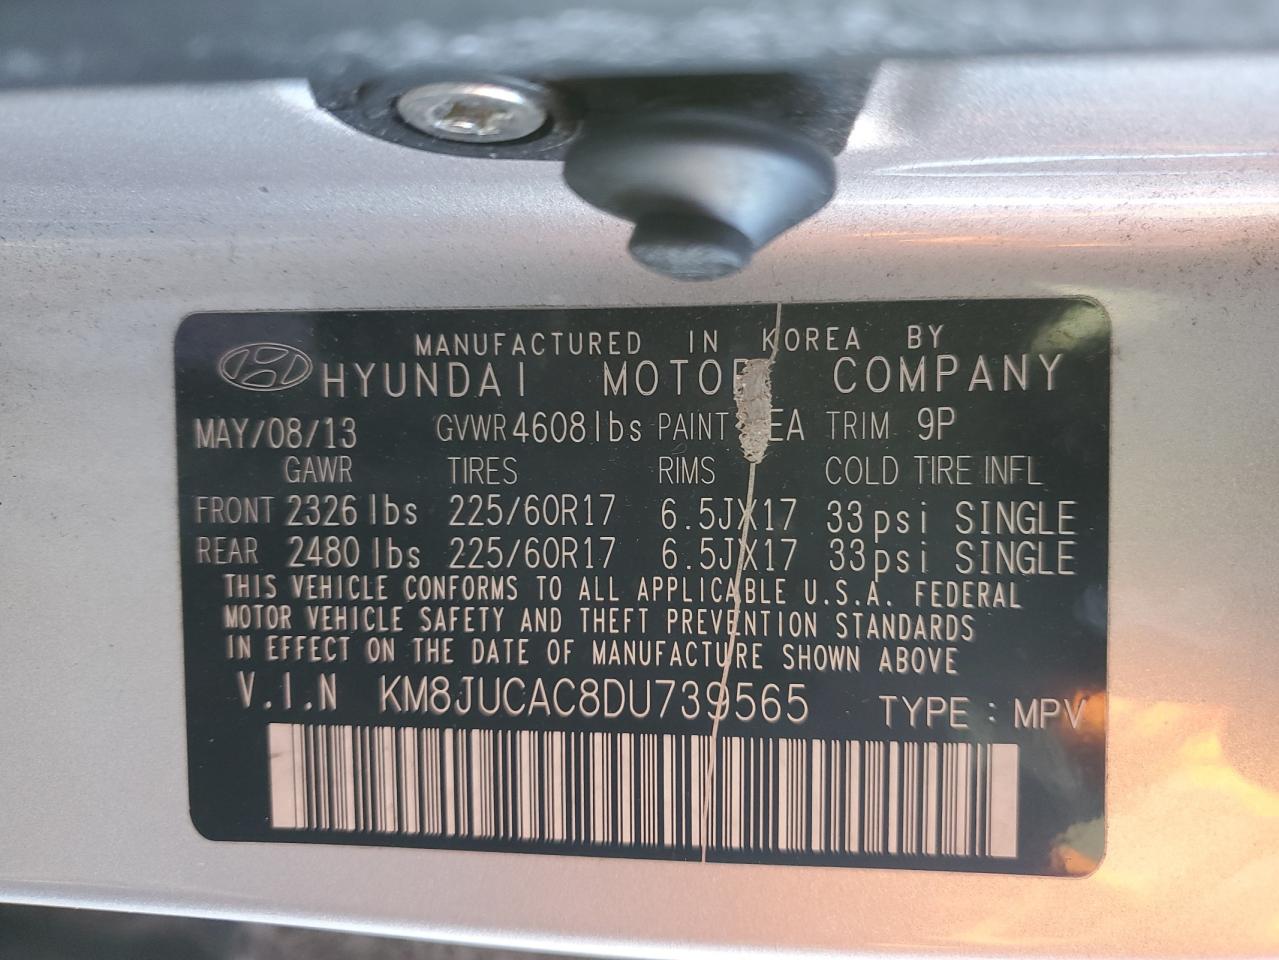 MANUFACTURED IN KOREA BY
HYUNDAI MOTOR COMPANY
MAY/08/13 GVWR 4608 lbs PAINT TRIM 9P
GAWR TIRES RIMS COLD TIRE INFL
FRONT 2326 lbs 225/60R17 6.5JX17 33psi SINGLE
REAR 2480 lbs 225/60R17 6.5JX17 33psi SINGLE
THIS VEHICLE CONFORMS TO ALL APPLICABLE U.S.A. FEDERAL
MOTOR VEHICLE SAFETY AND THEFT PREVENTION STANDARDS
IN EFFECT ON THE DATE OF MANUFACTURE SHOWN ABOVE
V.I.N KM8JUCAC8DU739565 TYPE : MPV